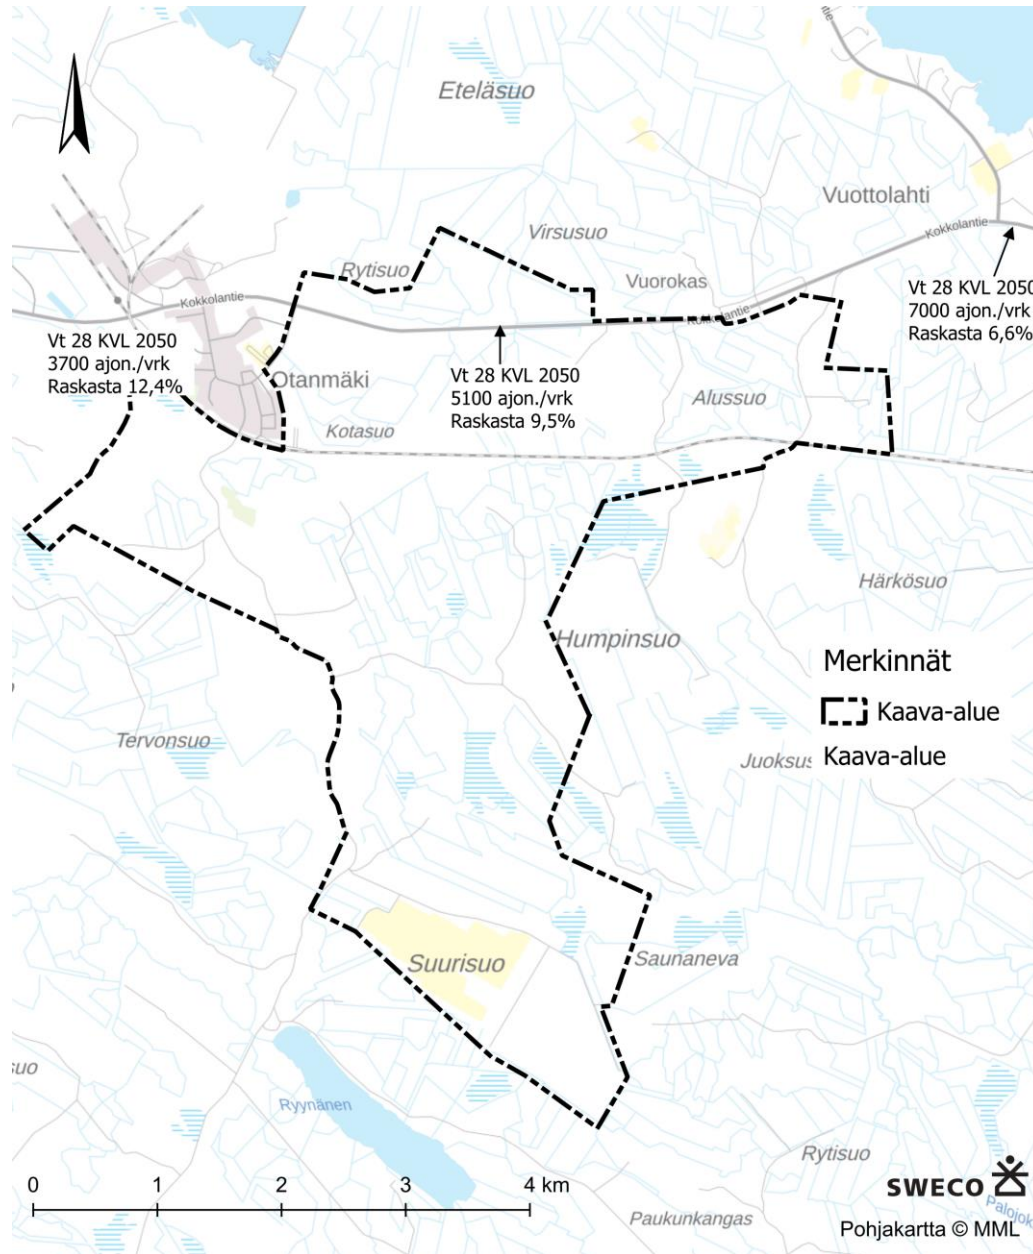 Eteläsuo
Vuottolahti
Virsusuo
Kokkolantie
Rytisuo
Vuorokas
Kokkolantie
Vt 28 KVL 2050
7000 ajon./vrk
Raskasta 6,6%
Kokkolantie
Vt 28 KVL 2050
3700 ajon./vrk
Raskasta 12,4%
Otanmäki
Vt 28 KVL 2050
5100 ajon./vrk
Raskasta 9,5%
Alussuo
Kotasuo
Härkösuo
Humpinsuo
Merkinnät
Kaava-alue
Tervonsuo
Juoksus
Kaava-alue
Suurisuo
Saunaneva
suo
Ryynänen
Rytisuo
0 1 2 3 4 km
SWECO
Palojok
Paukunkangas
Pohjakartta © MML